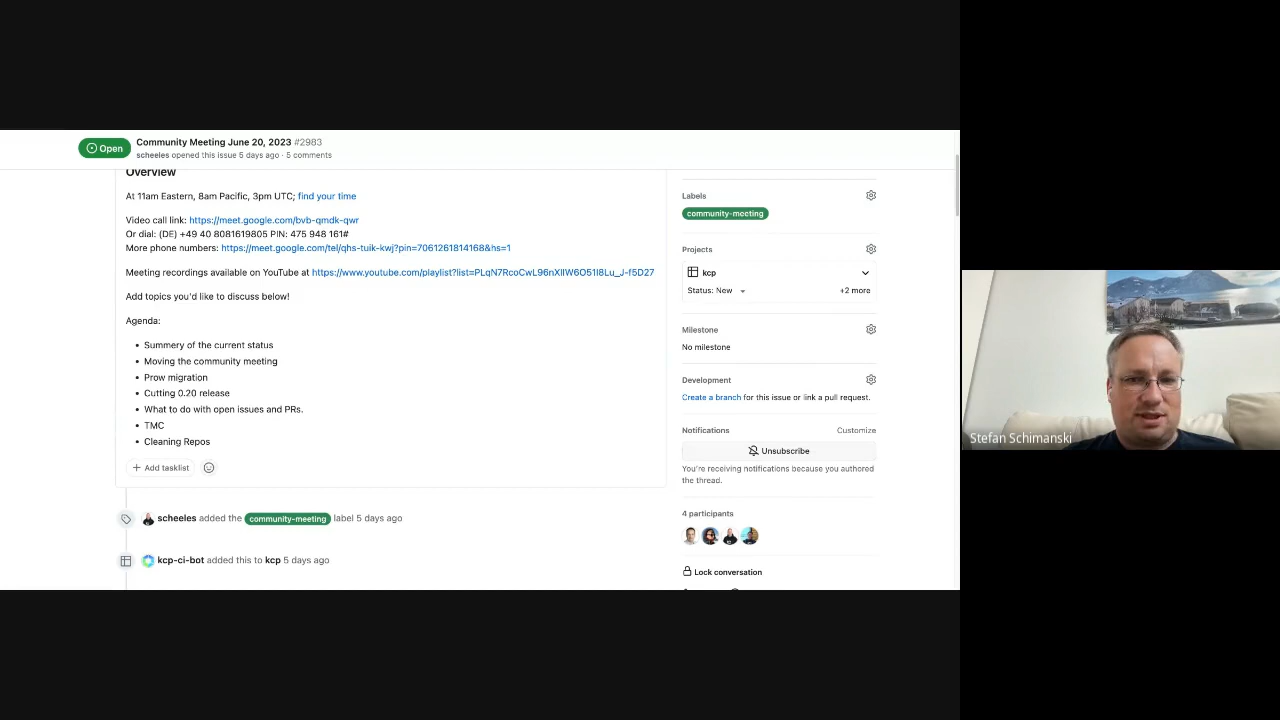 Open
Community Meeting June 20, 2023 #2983
scheeles opened this issue 5 days ago · 5 comments
Overview
At 11am Eastern, 8am Pacific, 3pm UTC; find your time
Video call link: https://meet.google.com/bvb-qmdk-qwr
Or dial: (DE) +49 40 8081619805 PIN: 475 948 161#
More phone numbers: https://meet.google.com/tel/qhs-tuik-kwj?pin=7061261814168&hs=1
Meeting recordings available on YouTube at https://www.youtube.com/playlist?list=PLqN7RcoCwL96nXlIW6O51I8Lu_J-f5D27
Add topics you'd like to discuss below!
Agenda:
▪ Summery of the current status
▪ Moving the community meeting
▪ Prow migration
▪ Cutting 0.20 release
▪ What to do with open issues and PRs.
▪ TMC
▪ Cleaning Repos
+ Add tasklist
scheeles added the community-meeting label 5 days ago
kcp-ci-bot added this to kcp 5 days ago
Labels
community-meeting
Projects
kcp
Status: New
+2 more
Milestone
No milestone
Development
Create a branch for this issue or link a pull request.
Notifications
Customize
Unsubscribe
You're receiving notifications because you authored
the thread.
4 participants
Lock conversation
Stefan Schimanski